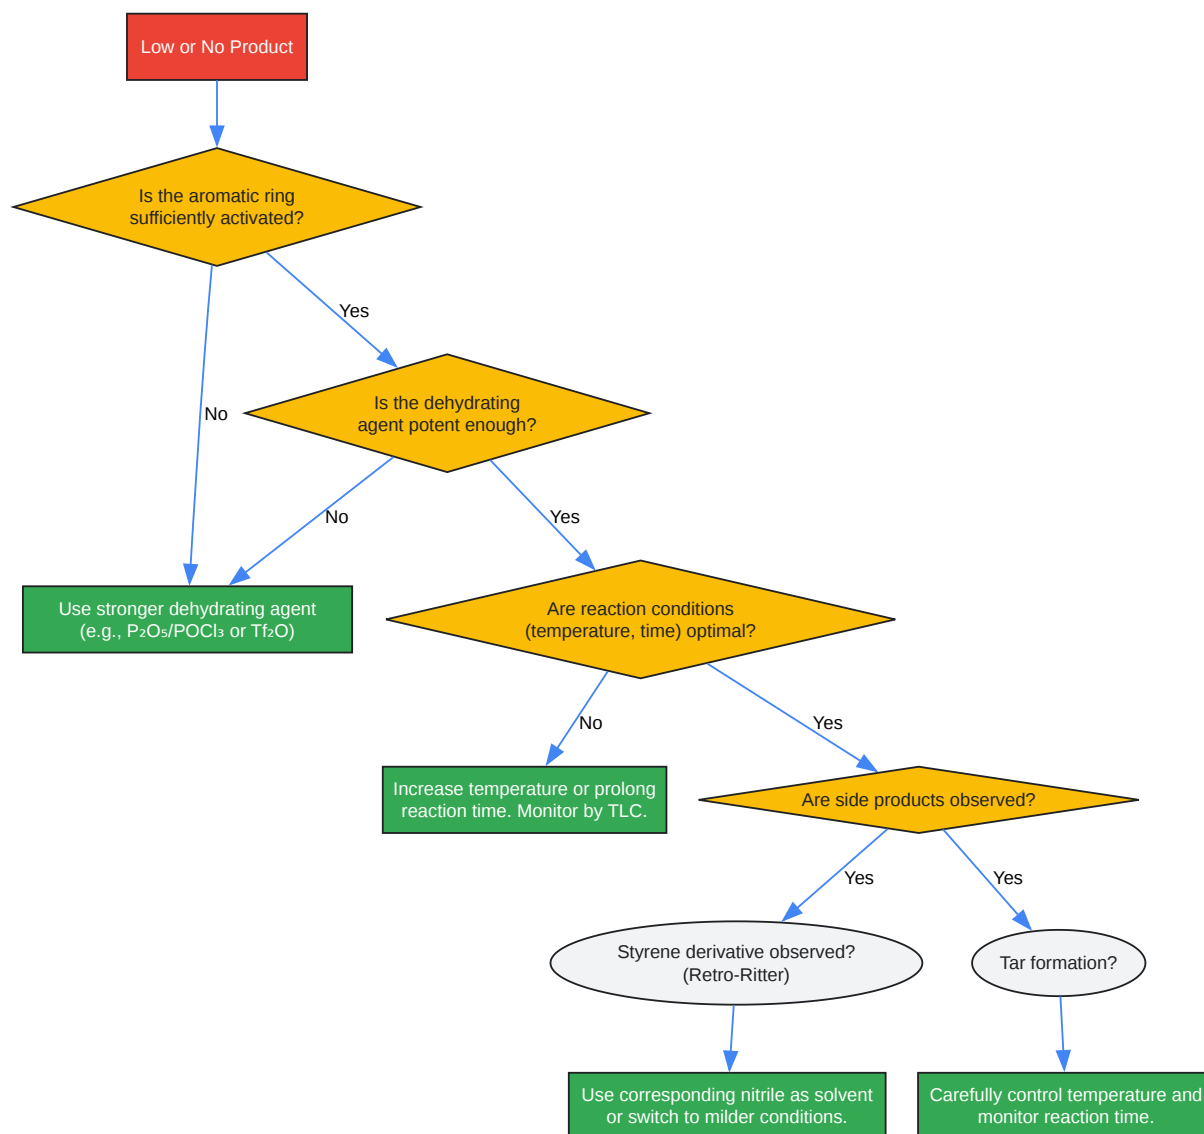 Low or No Product
Is the aromatic ring
sufficiently activated?
Yes
Is the dehydrating
agent potent enough?
No
No
Yes
Use stronger dehydrating agent
(e.g., P₂O₅/POCl₃ or Tf₂O)
Are reaction conditions
(temperature, time) optimal?
No
Yes
Increase temperature or prolong
reaction time. Monitor by TLC.
Are side products observed?
Yes
Yes
Styrene derivative observed?
(Retro-Ritter)
Tar formation?
Use corresponding nitrile as solvent
or switch to milder conditions.
Carefully control temperature and
monitor reaction time.